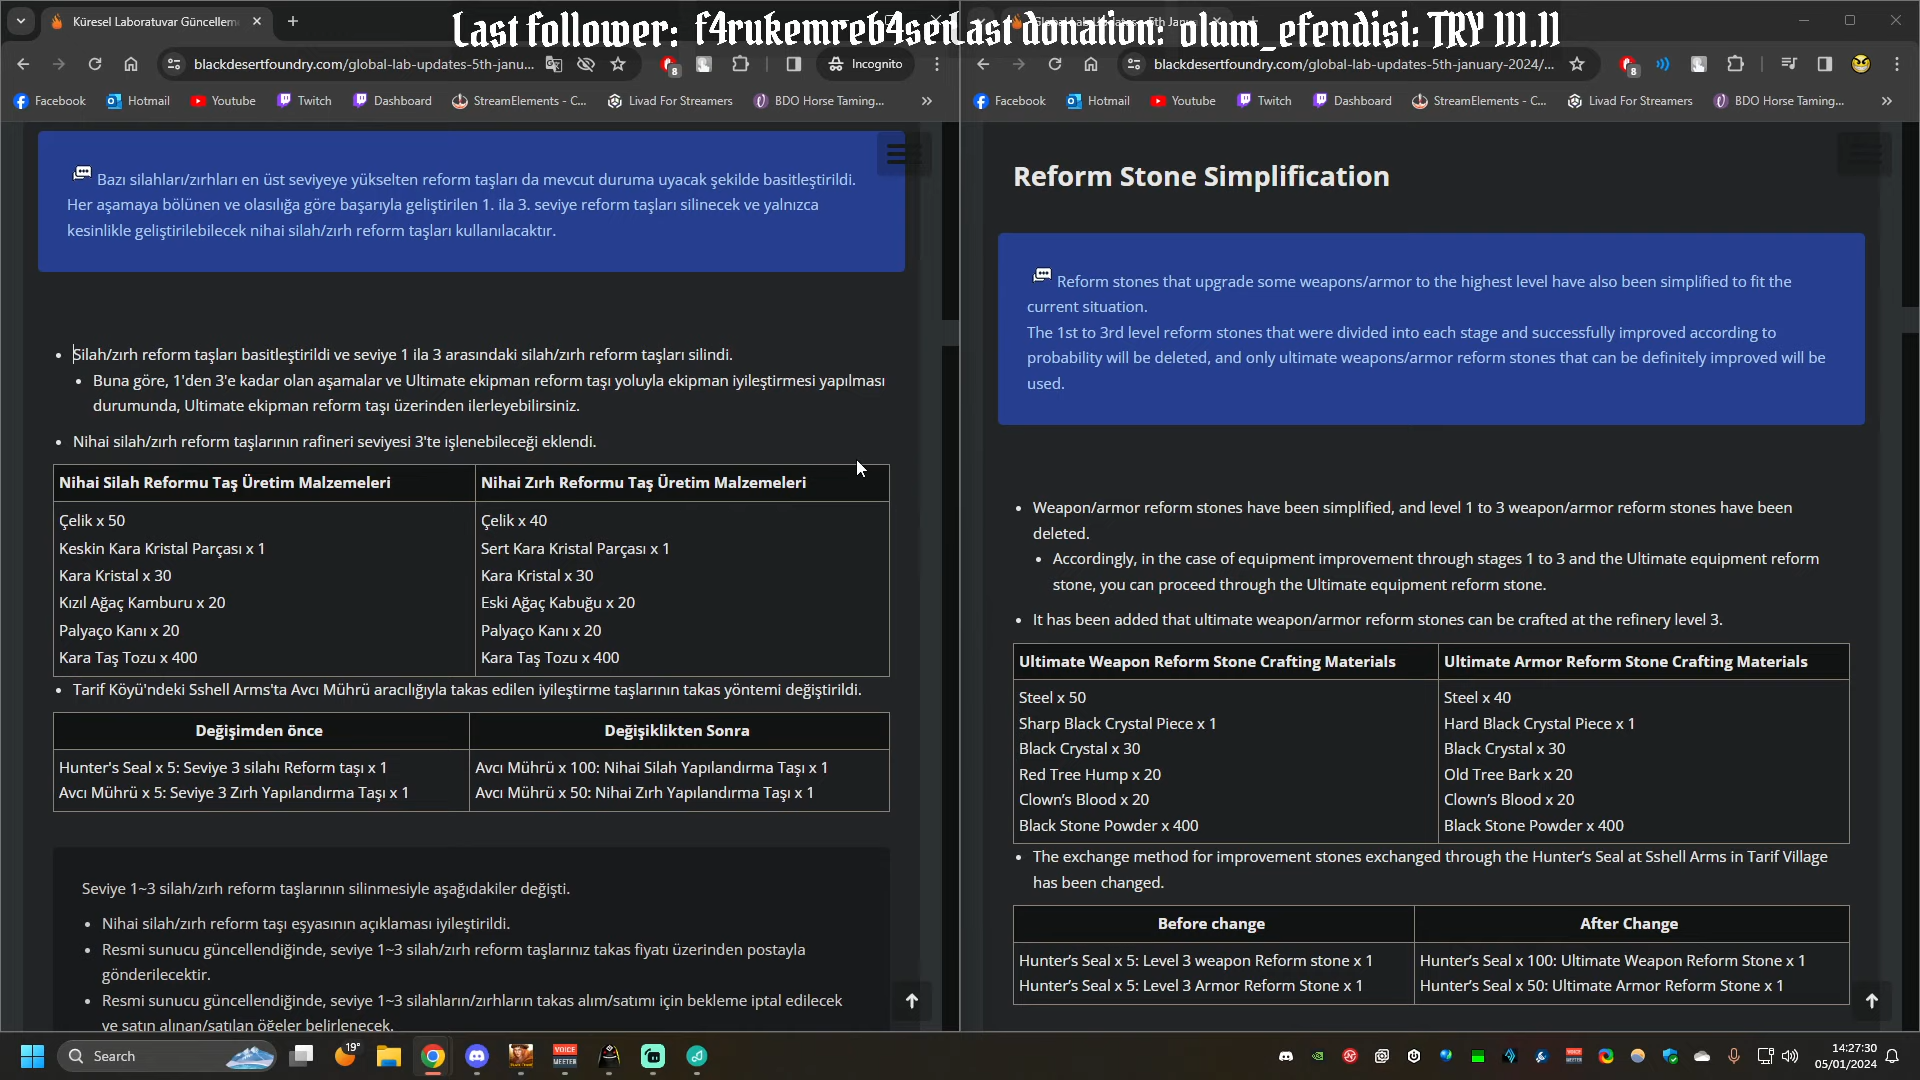 Last follower: f4rukemreb4ser
Last donation: olum_efendisi: TRY 111.11
Küresel Laboratuvar Güncellem
blackdesertfoundry.com/global-lab-updates-5th-janu...
8
Incognito
Facebook
Hotmail
Youtube
Twitch
Dashboard
StreamElements - C...
Livad For Streamers
BDO Horse Taming...
Bazı silahları/zırhları en üst seviyeye yükselten reform taşları da mevcut duruma uyacak şekilde basitleştirildi.
Her aşamaya bölünen ve olasılığa göre başarıyla geliştirilen 1. ila 3. seviye reform taşları silinecek ve yalnızca
kesinlikle geliştirilebilecek nihai silah/zırh reform taşları kullanılacaktır.
Silah/zırh reform taşları basitleştirildi ve seviye 1 ila 3 arasındaki silah/zırh reform taşları silindi.
Buna göre, 1'den 3'e kadar olan aşamalar ve Ultimate ekipman reform taşı yoluyla ekipman iyileştirmesi yapılması
durumunda, Ultimate ekipman reform taşı üzerinden ilerleyebilirsiniz.
Nihai silah/zırh reform taşlarının rafineri seviyesi 3'te işlenebileceği eklendi.
Nihai Silah Reformu Taş Üretim Malzemeleri
Nihai Zırh Reformu Taş Üretim Malzemeleri
Çelik x 50
Keskin Kara Kristal Parçası x 1
Kara Kristal x 30
Kızıl Ağaç Kamburu x 20
Palyaço Kanı x 20
Kara Taş Tozu x 400
Çelik x 40
Sert Kara Kristal Parçası x 1
Kara Kristal x 30
Eski Ağaç Kabuğu x 20
Palyaço Kanı x 20
Kara Taş Tozu x 400
Tarif Köyü'ndeki Sshell Arms'ta Avcı Mührü aracılığıyla takas edilen iyileştirme taşlarının takas yöntemi değiştirildi.
Değişimden önce
Değişiklikten Sonra
Hunter's Seal x 5: Seviye 3 silahı Reform taşı x 1
Avcı Mührü x 5: Seviye 3 Zırh Yapılandırma Taşı x 1
Avcı Mührü x 100: Nihai Silah Yapılandırma Taşı x 1
Avcı Mührü x 50: Nihai Zırh Yapılandırma Taşı x 1
Seviye 1~3 silah/zırh reform taşlarının silinmesiyle aşağıdakiler değişti.
Nihai silah/zırh reform taşı eşyasının açıklaması iyileştirildi.
Resmi sunucu güncellendiğinde, seviye 1~3 silah/zırh reform taşlarınız takas fiyatı üzerinden postayla
gönderilecektir.
Resmi sunucu güncellendiğinde, seviye 1~3 silahların/zırhların takas alım/satımı için bekleme iptal edilecek
ve satın alınan/satılan öğeler belirlenecek.
blackdesertfoundry.com/global-lab-updates-5th-january-2024/...
8
Facebook
Hotmail
Youtube
Twitch
Dashboard
StreamElements - C...
Livad For Streamers
BDO Horse Taming...
Reform Stone Simplification
Reform stones that upgrade some weapons/armor to the highest level have also been simplified to fit the
current situation.
The 1st to 3rd level reform stones that were divided into each stage and successfully improved according to
probability will be deleted, and only ultimate weapons/armor reform stones that can be definitely improved will be
used.
Weapon/armor reform stones have been simplified, and level 1 to 3 weapon/armor reform stones have been
deleted.
Accordingly, in the case of equipment improvement through stages 1 to 3 and the Ultimate equipment reform
stone, you can proceed through the Ultimate equipment reform stone.
It has been added that ultimate weapon/armor reform stones can be crafted at the refinery level 3.
Ultimate Weapon Reform Stone Crafting Materials
Ultimate Armor Reform Stone Crafting Materials
Steel x 50
Sharp Black Crystal Piece x 1
Black Crystal x 30
Red Tree Hump x 20
Clown’s Blood x 20
Black Stone Powder x 400
Steel x 40
Hard Black Crystal Piece x 1
Black Crystal x 30
Old Tree Bark x 20
Clown’s Blood x 20
Black Stone Powder x 400
The exchange method for improvement stones exchanged through the Hunter’s Seal at Sshell Arms in Tarif Village
has been changed.
Before change
After Change
Hunter’s Seal x 5: Level 3 weapon Reform stone x 1
Hunter’s Seal x 5: Level 3 Armor Reform Stone x 1
Hunter’s Seal x 100: Ultimate Weapon Reform Stone x 1
Hunter’s Seal x 50: Ultimate Armor Reform Stone x 1
Search
19°
VOICE
MEETER
14:27:30
05/01/2024